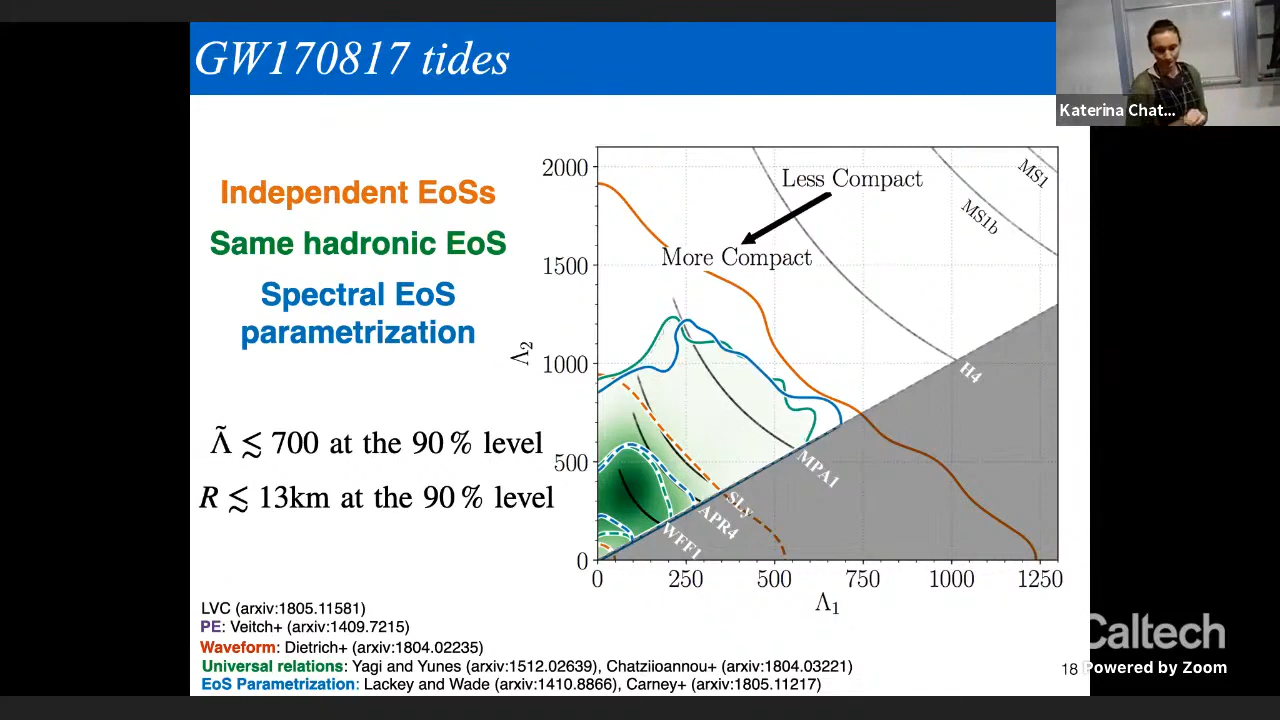 GW170817 tides
Katerina Chat...
Independent EoSs
Same hadronic EoS
Spectral EoS
parametrization
Λ̃ ≲ 700 at the 90 % level
R ≲ 13km at the 90 % level
2000
1500
1000
500
0
Λ2
0 250 500 750 1000 1250
Λ1
Less Compact
More Compact
MS1
MS1b
H4
MPA1
SLy
APR4
WFF1
LVC (arxiv:1805.11581)
PE: Veitch+ (arxiv:1409.7215)
Waveform: Dietrich+ (arxiv:1804.02235)
Universal relations: Yagi and Yunes (arxiv:1512.02639), Chatziioannou+ (arxiv:1804.03221)
EoS Parametrization: Lackey and Wade (arxiv:1410.8866), Carney+ (arxiv:1805.11217)
18
Caltech
Powered by Zoom